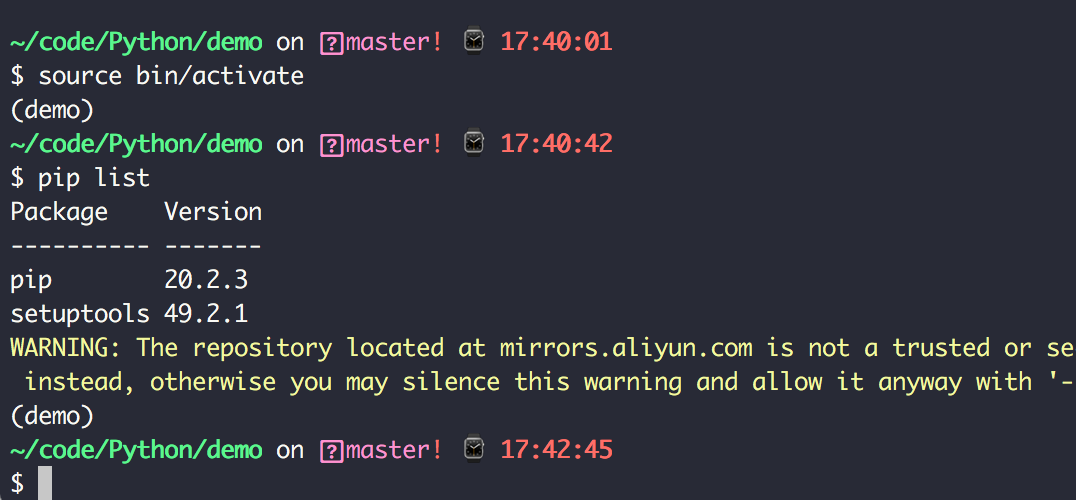 ~/code/Python/demo on ?master! ⌚ 17:40:01
$ source bin/activate
(demo)
~/code/Python/demo on ?master! ⌚ 17:40:42
$ pip list
Package    Version
---------- -------
pip        20.2.3
setuptools 49.2.1
WARNING: The repository located at mirrors.aliyun.com is not a trusted or se
 instead, otherwise you may silence this warning and allow it anyway with '-
(demo)
~/code/Python/demo on ?master! ⌚ 17:42:45
$